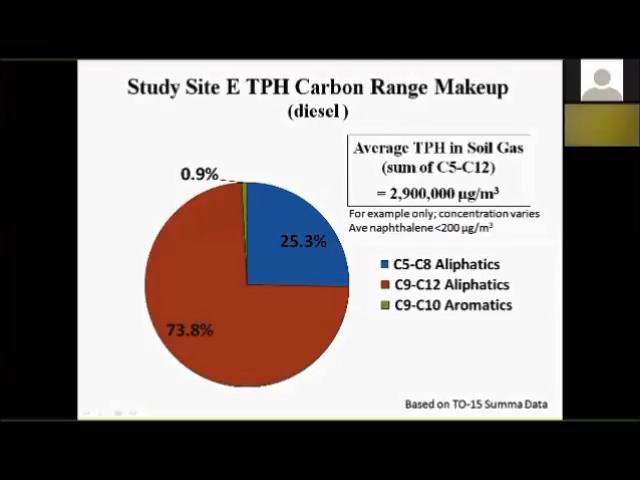 Study Site E TPH Carbon Range Makeup
(diesel )
Average TPH in Soil Gas
(sum of C5-C12)
= 2,900,000 µg/m³
For example only; concentration varies
Ave naphthalene <200 µg/m³
0.9%
25.3%
73.8%
C5-C8 Aliphatics
C9-C12 Aliphatics
C9-C10 Aromatics
Based on TO-15 Summa Data